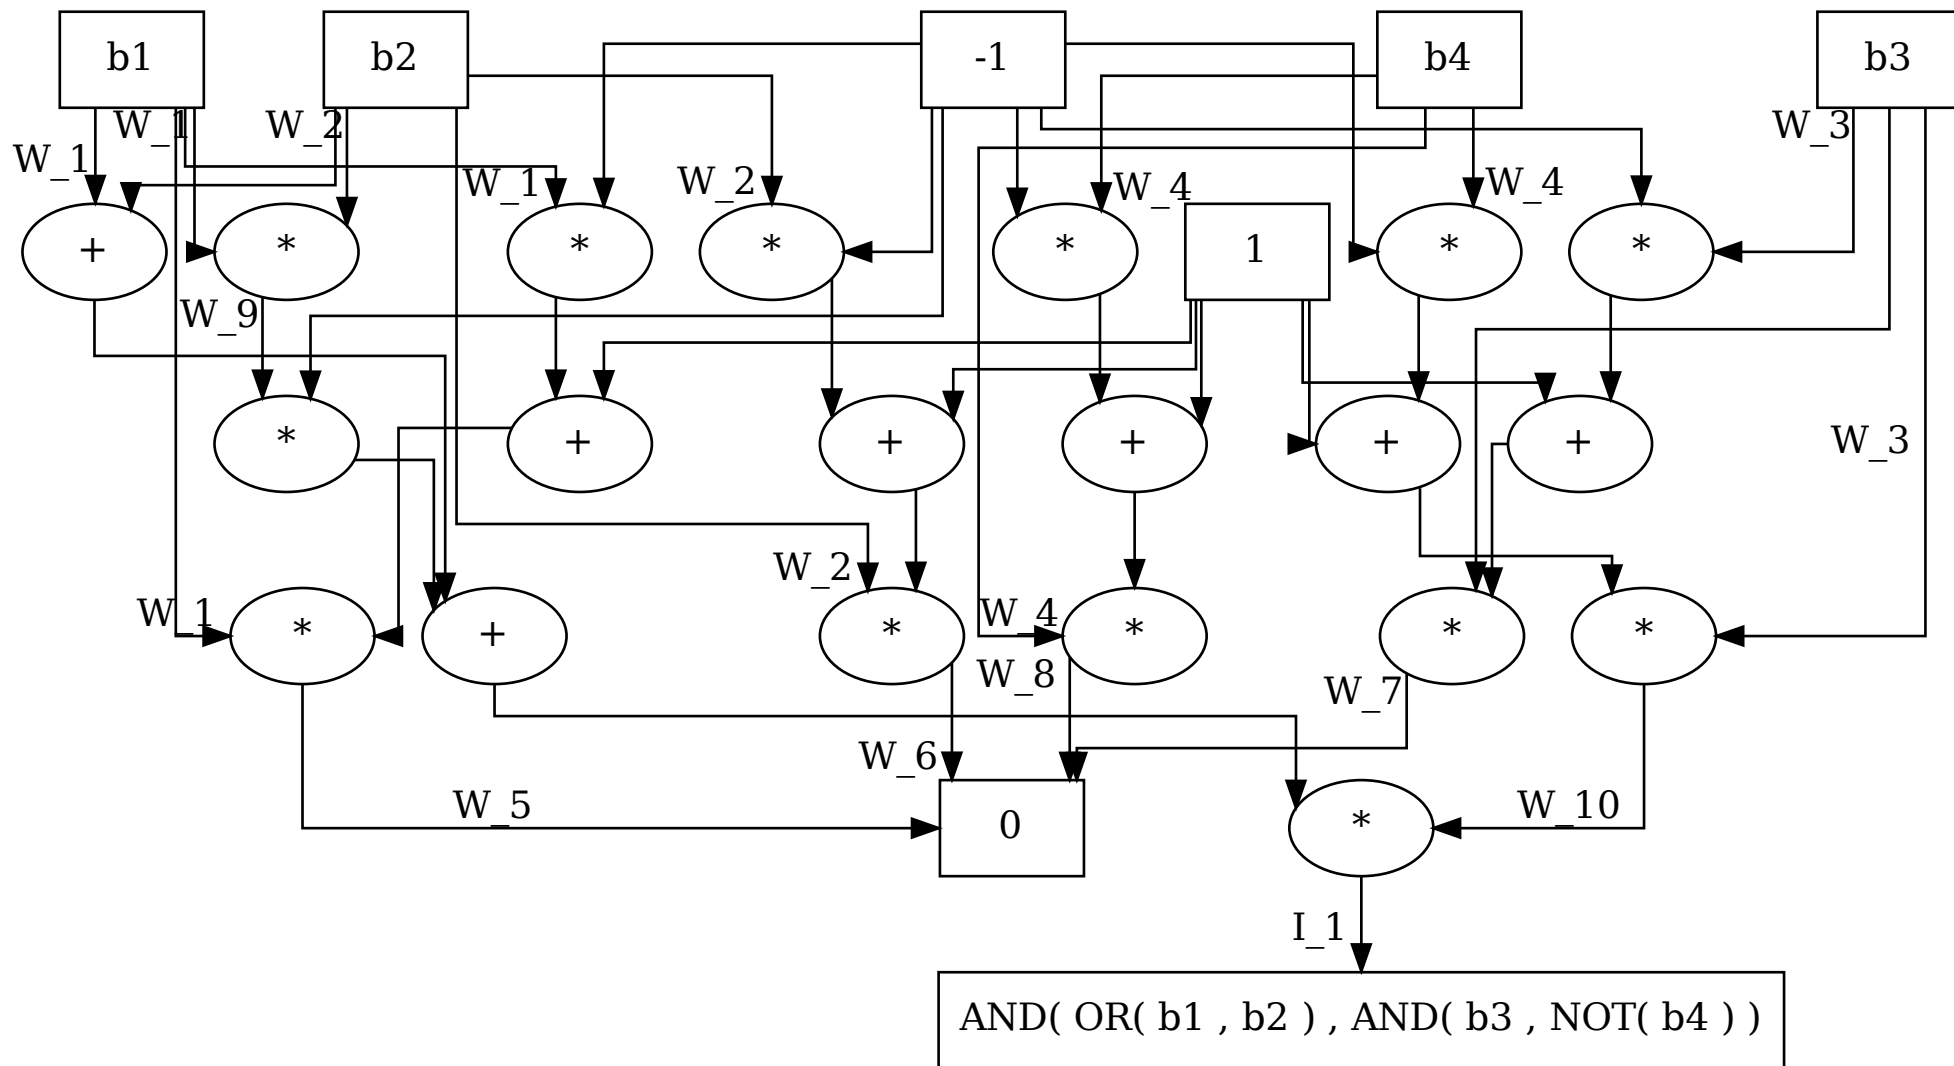 b1 b2 -1 b4 b3
W_1 W_1 W_2 W_3
W_1 W_2 W_4 W_4
+ * * * * 1 * *
W_9
* + + + + + W_3
W_2
W_1 * + * W_4 * * *
W_8 W_7
W_6
W_5 0 * W_10
I_1
AND( OR( b1 , b2 ) , AND( b3 , NOT( b4 ) )